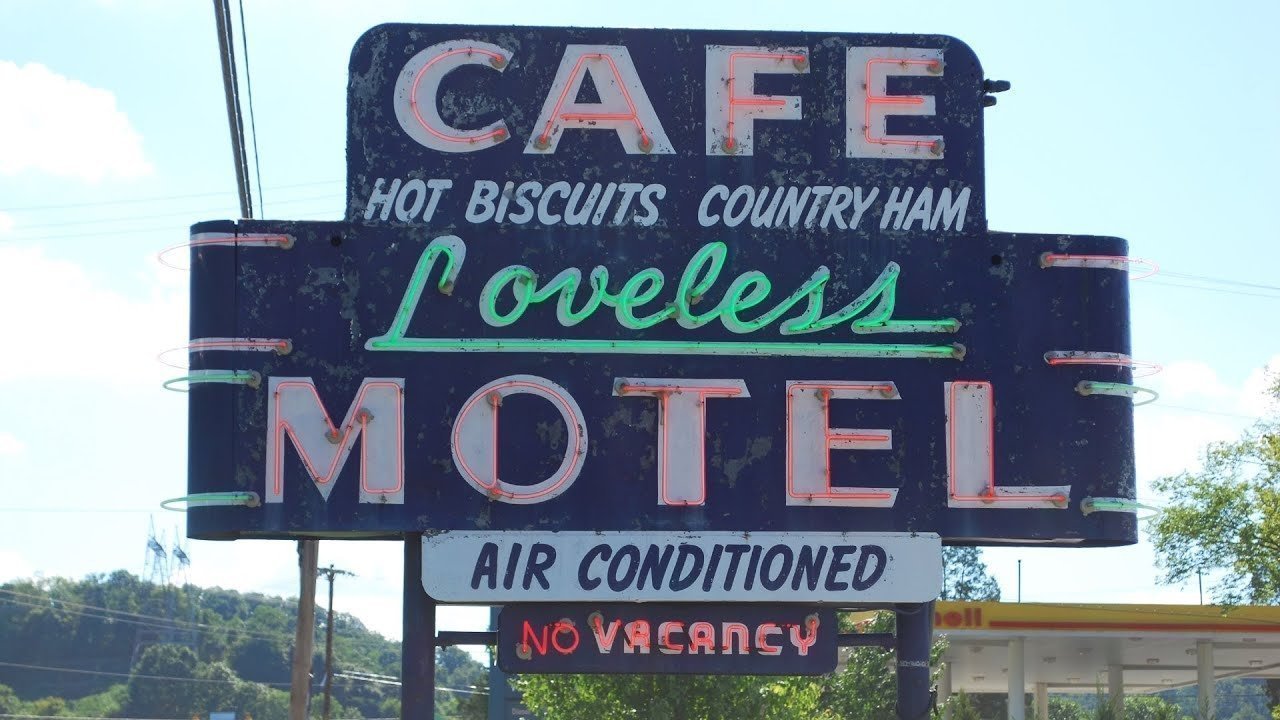 CAFE
HOT BISCUITS COUNTRY HAM
Loveless
MOTEL
AIR CONDITIONED
NO VACANCY